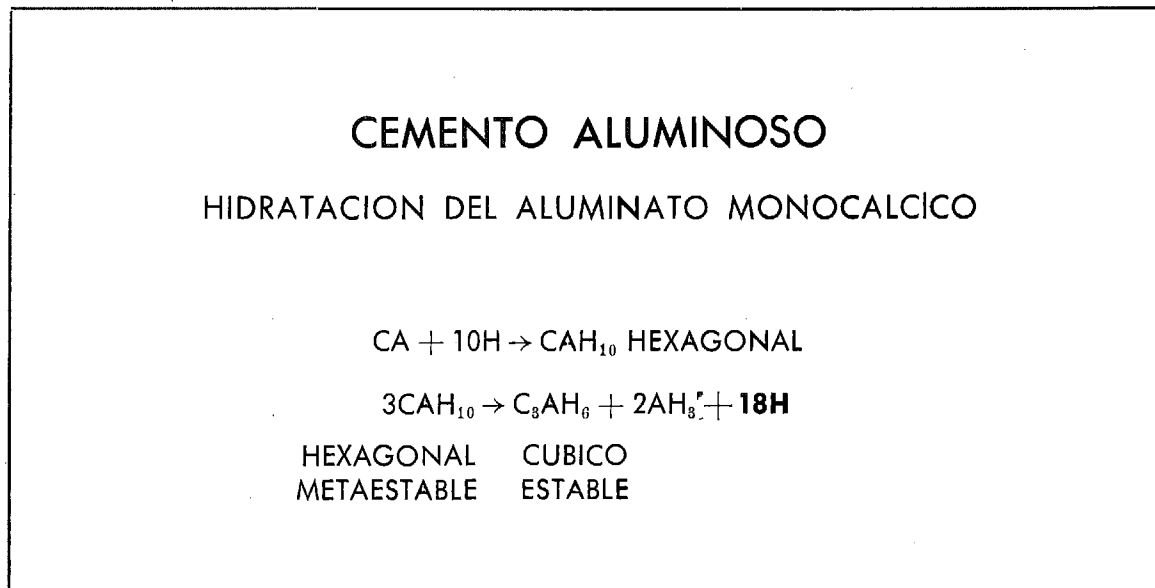 CEMENTO ALUMINOSO
HIDRATACION DEL ALUMINATO MONOCALCICO
CA + 10H → CAH₁₀ HEXAGONAL
3CAH₁₀ → C₃AH₆ + 2AH₃ + 18H
HEXAGONAL CUBICO
METAESTABLE ESTABLE